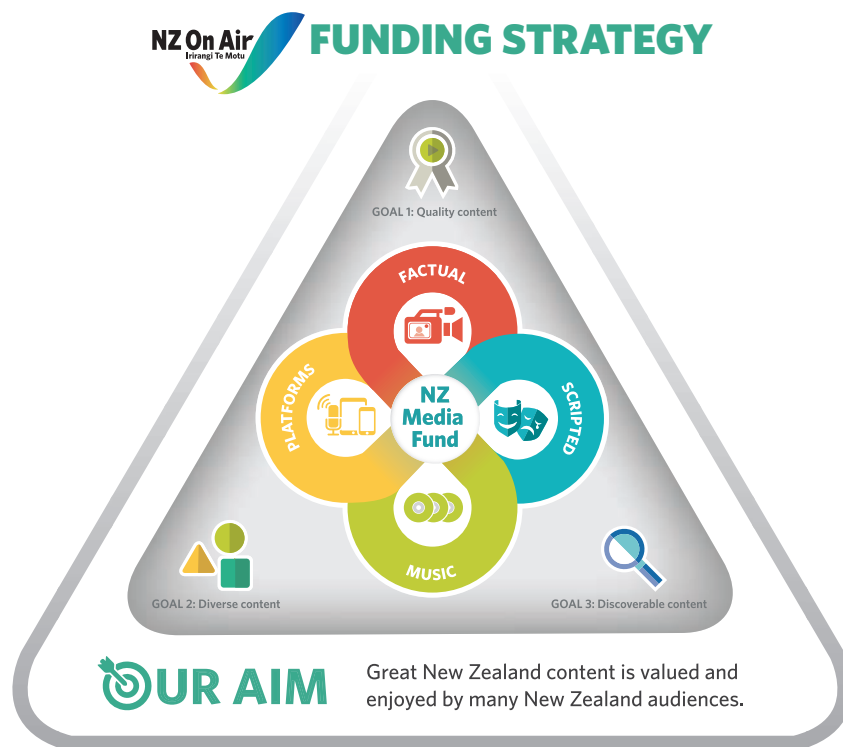 NZ On Air
Irirangi Te Motu
FUNDING STRATEGY
GOAL 1: Quality content
FACTUAL
PLATFORMS
SCRIPTED
NZ
Media
Fund
MUSIC
GOAL 2: Diverse content
GOAL 3: Discoverable content
OUR AIM
Great New Zealand content is valued and
enjoyed by many New Zealand audiences.